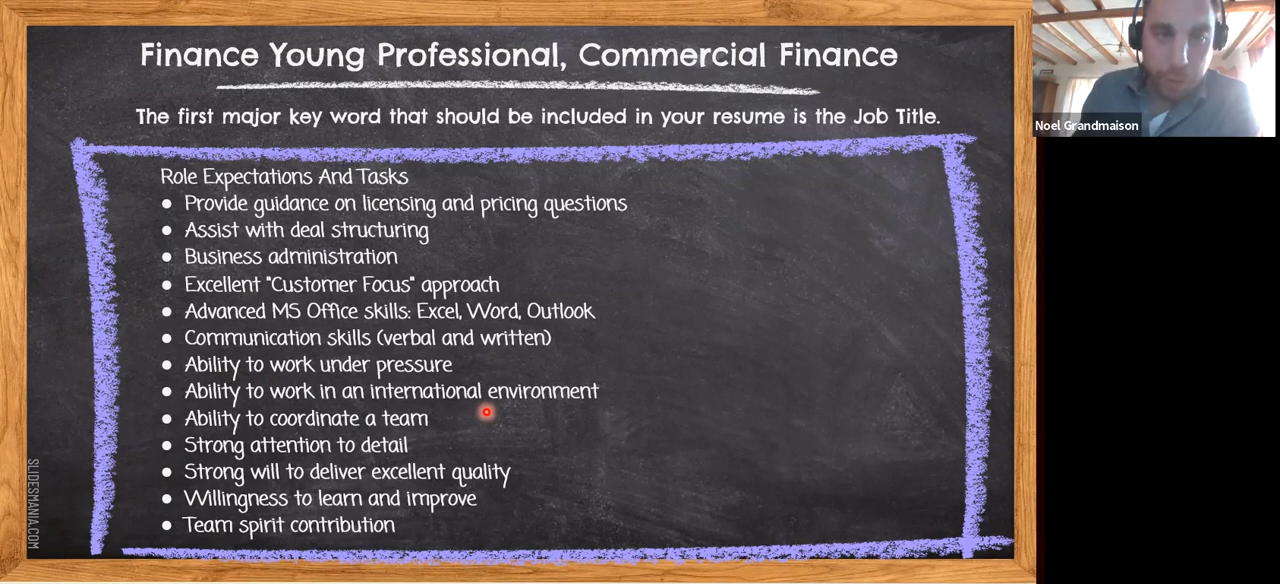 Finance Young Professional, Commercial Finance
The first major key word that should be included in your resume is the Job Title.
Role Expectations And Tasks
● Provide guidance on licensing and pricing questions
● Assist with deal structuring
● Business administration
● Excellent "Customer Focus" approach
● Advanced MS Office skills: Excel, Word, Outlook
● Communication skills (verbal and written)
● Ability to work under pressure
● Ability to work in an international environment
● Ability to coordinate a team
● Strong attention to detail
● Strong will to deliver excellent quality
● Willingness to learn and improve
● Team spirit contribution
SLIDESMANIA.COM
Noel Grandmaison